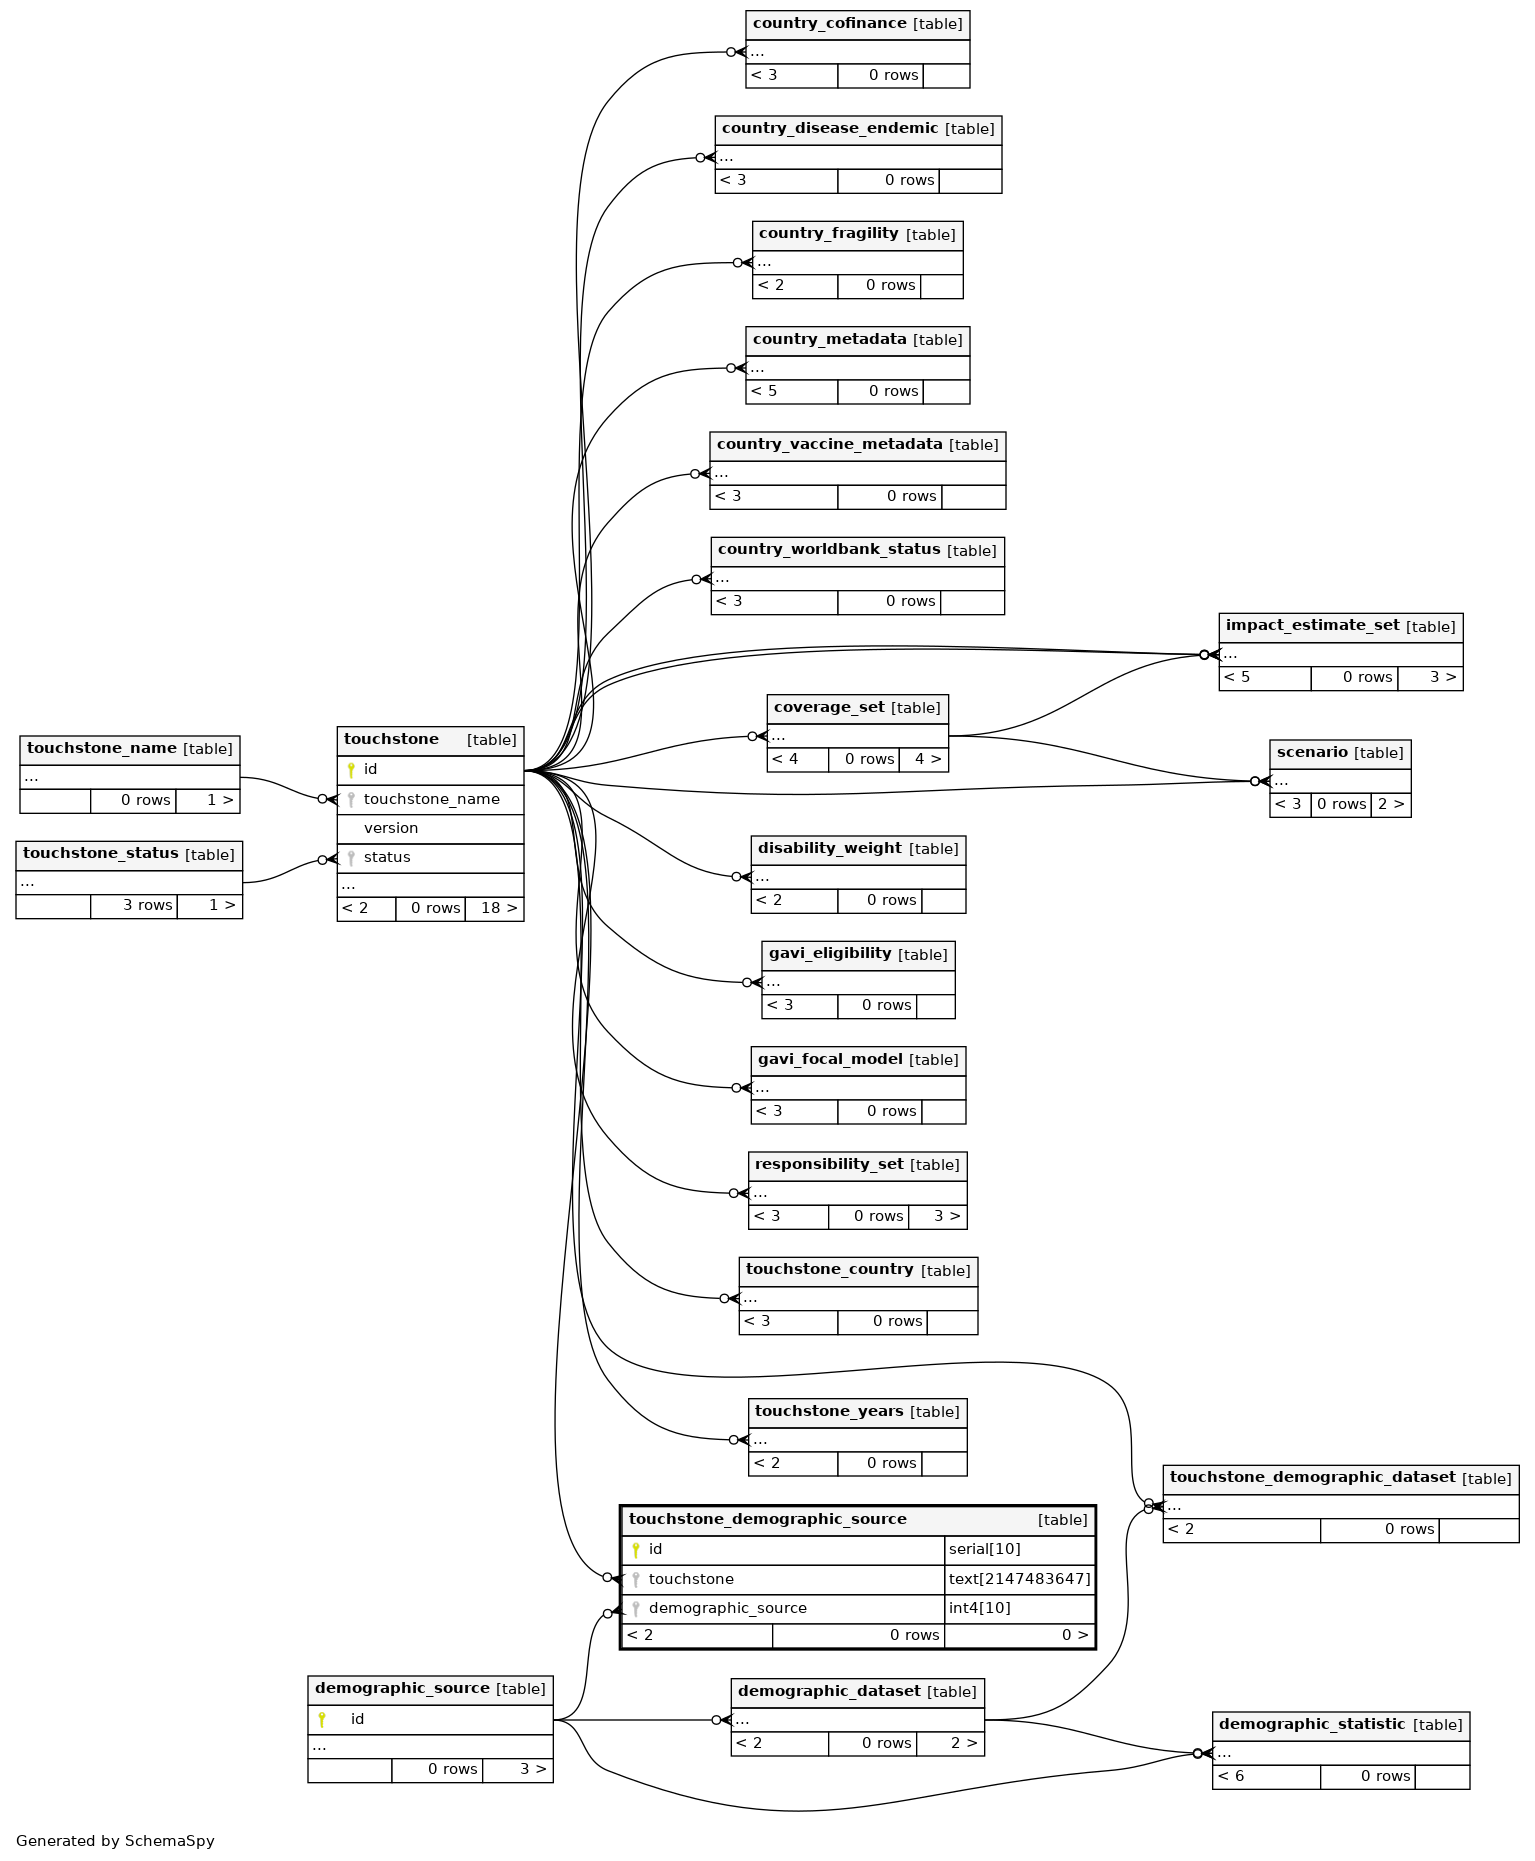 country_cofinance [table]
...
< 3 0 rows
country_disease_endemic [table]
...
< 3 0 rows
country_fragility [table]
...
< 2 0 rows
country_metadata [table]
...
< 5 0 rows
country_vaccine_metadata [table]
...
< 3 0 rows
country_worldbank_status [table]
...
< 3 0 rows
impact_estimate_set [table]
...
< 5 0 rows 3 >
coverage_set [table]
...
< 4 0 rows 4 >
scenario [table]
...
< 3 0 rows 2 >
touchstone_name [table]
...
0 rows 1 >
touchstone_status [table]
...
3 rows 1 >
touchstone [table]
id
touchstone_name
version
status
...
< 2 0 rows 18 >
disability_weight [table]
...
< 2 0 rows
gavi_eligibility [table]
...
< 3 0 rows
gavi_focal_model [table]
...
< 3 0 rows
responsibility_set [table]
...
< 3 0 rows 3 >
touchstone_country [table]
...
< 3 0 rows
touchstone_years [table]
...
< 2 0 rows
touchstone_demographic_dataset [table]
...
< 2 0 rows
touchstone_demographic_source [table]
id serial[10]
touchstone text[2147483647]
demographic_source int4[10]
< 2 0 rows 0 >
demographic_source [table]
id
...
0 rows 3 >
demographic_dataset [table]
...
< 2 0 rows 2 >
demographic_statistic [table]
...
< 6 0 rows
Generated by SchemaSpy